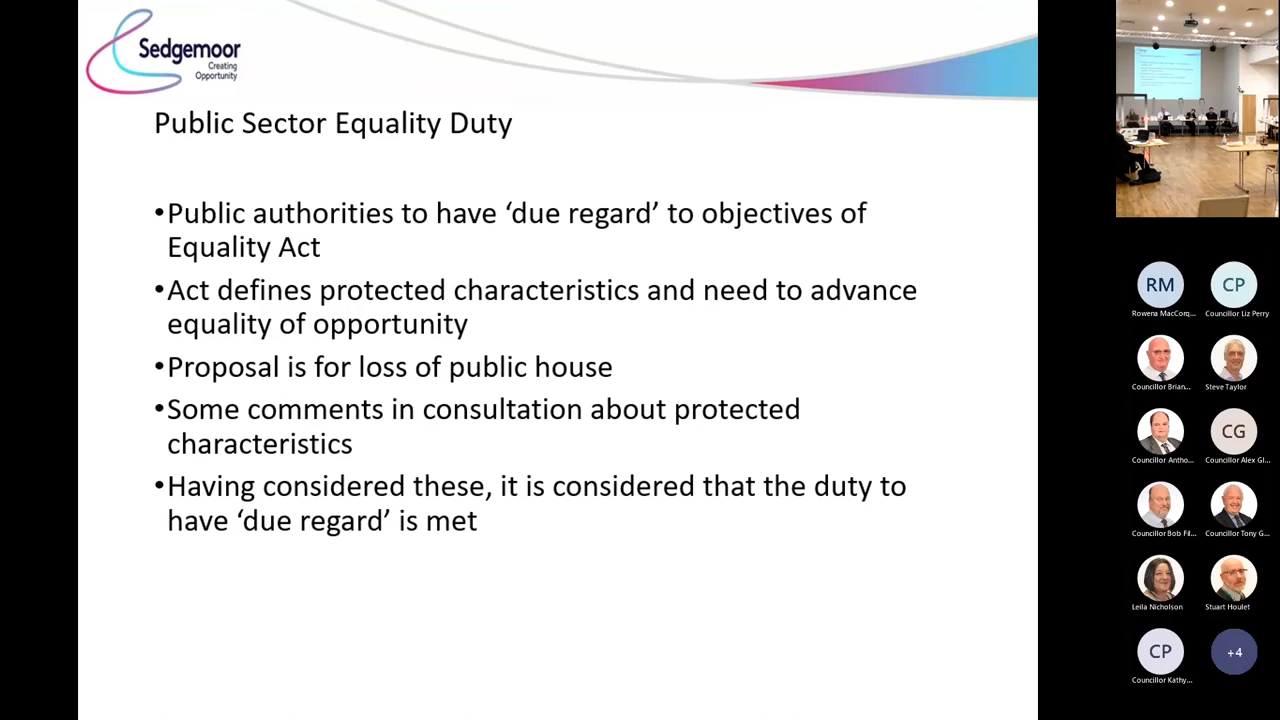 Sedgemoor
Creating
Opportunity
Public Sector Equality Duty
•Public authorities to have ‘due regard’ to objectives of
Equality Act
•Act defines protected characteristics and need to advance
equality of opportunity
•Proposal is for loss of public house
•Some comments in consultation about protected
characteristics
•Having considered these, it is considered that the duty to
have ‘due regard’ is met
RM
CP
Rowena MacCorq...
Councillor Liz Perry
Councillor Brian...
Steve Taylor
CG
Councillor Antho...
Councillor Alex Gl...
Councillor Bob Fil...
Councillor Tony G...
Leila Nicholson
Stuart Houlet
CP
+4
Councillor Kathy...